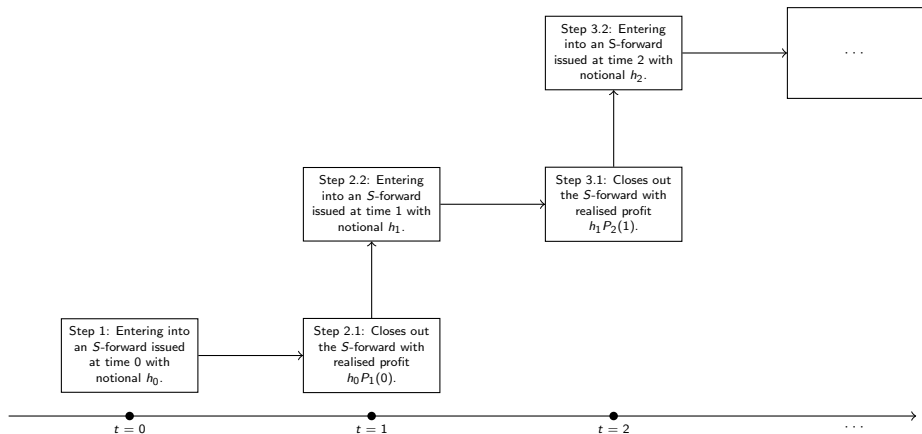 Step 3.2: Entering
into an S-forward
issued at time 2 with
notional h₂.
· · ·
Step 2.2: Entering
into an S-forward
issued at time 1 with
notional h₁.
Step 3.1: Closes out
the S-forward with
realised profit
h₁P₂(1).
Step 1: Entering into
an S-forward issued
at time 0 with
notional h₀.
Step 2.1: Closes out
the S-forward with
realised profit
h₀P₁(0).
t = 0
t = 1
t = 2
· · ·